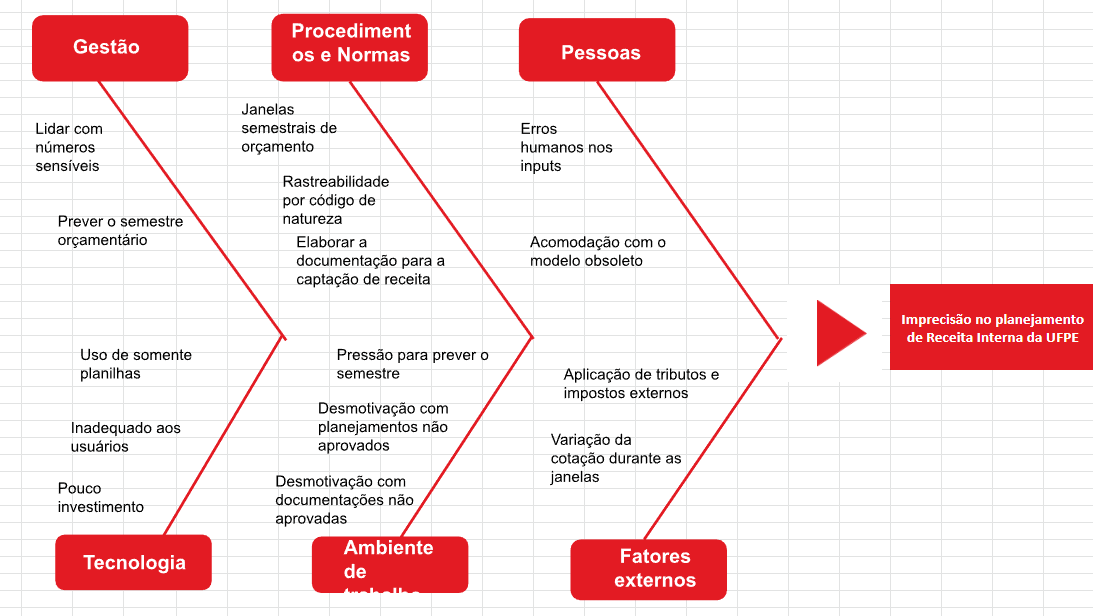 Gestão
Procediment
os e Normas
Pessoas
Lidar com
números
sensíveis
Prever o semestre
orçamentário
Janelas
semestrais de
orçamento
Rastreabilidade
por código de
natureza
Elaborar a
documentação para a
captação de receita
Erros
humanos nos
inputs
Acomodação com o
modelo obsoleto
Imprecisão no planejamento
de Receita Interna da UFPE
Uso de somente
planilhas
Inadequado aos
usuários
Pouco
investimento
Pressão para prever o
semestre
Desmotivação com
planejamentos não
aprovados
Desmotivação com
documentações não
aprovadas
Aplicação de tributos e
impostos externos
Variação da
cotação durante as
janelas
Tecnologia
Ambiente
de
trabalho
Fatores
externos